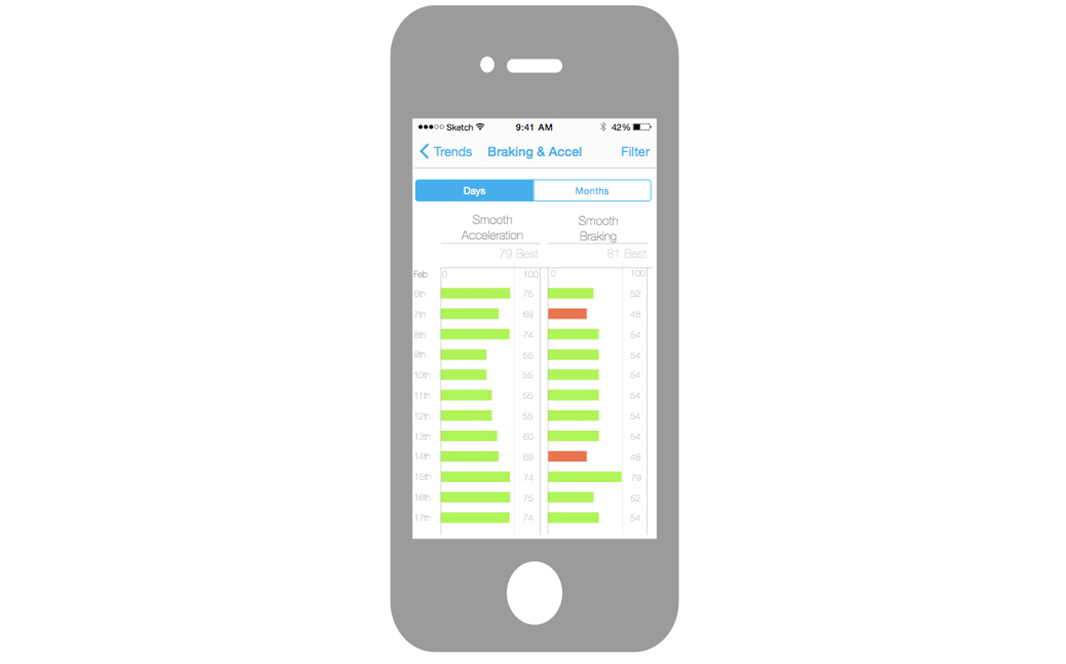 Sketch 9:41 AM 42%
Trends Braking & Accel Filter
Days Months
Smooth Acceleration
Smooth Braking
79 Best 81 Best
Feb 0 100 0 100
6th 75 52
7th 69 48
8th 74 54
9th 55 54
10th 55 54
11th 55 54
12th 55 54
13th 60 54
14th 69 48
15th 74 79
16th 75 52
17th 74 54